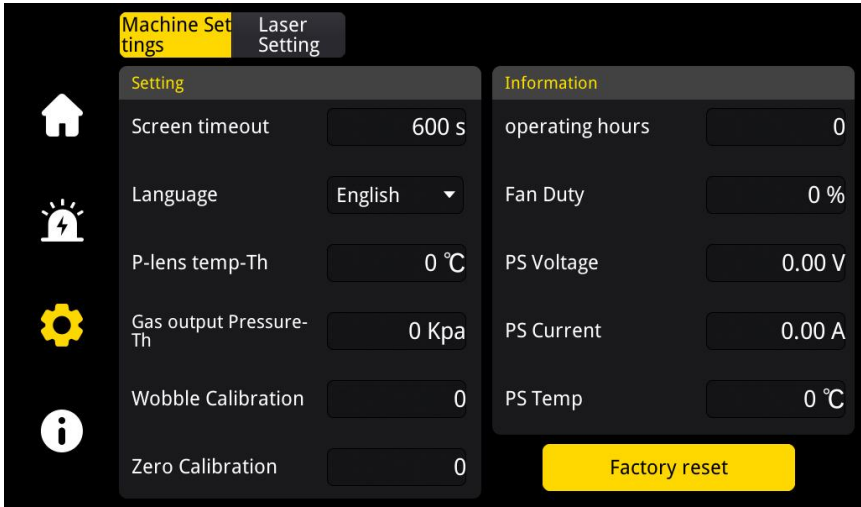 Machine Set
tings
Laser
Setting
Setting
Screen timeout 600 s
Language English
P-lens temp-Th 0 ℃
Gas output Pressure-
Th 0 Kpa
Wobble Calibration 0
Zero Calibration 0
Information
operating hours 0
Fan Duty 0 %
PS Voltage 0.00 V
PS Current 0.00 A
PS Temp 0 ℃
Factory reset